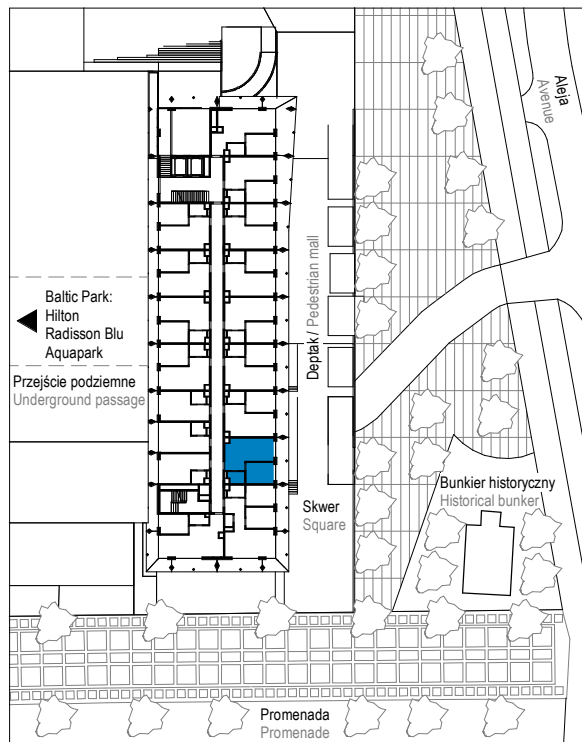 Aleja
Avenue
Baltic Park:
Hilton
Radisson Blu
Aquapark
Przejście podziemne
Underground passage
Deptak / Pedestrian mall
Skwer
Square
Bunkier historyczny
Historical bunker
Promenada
Promenade